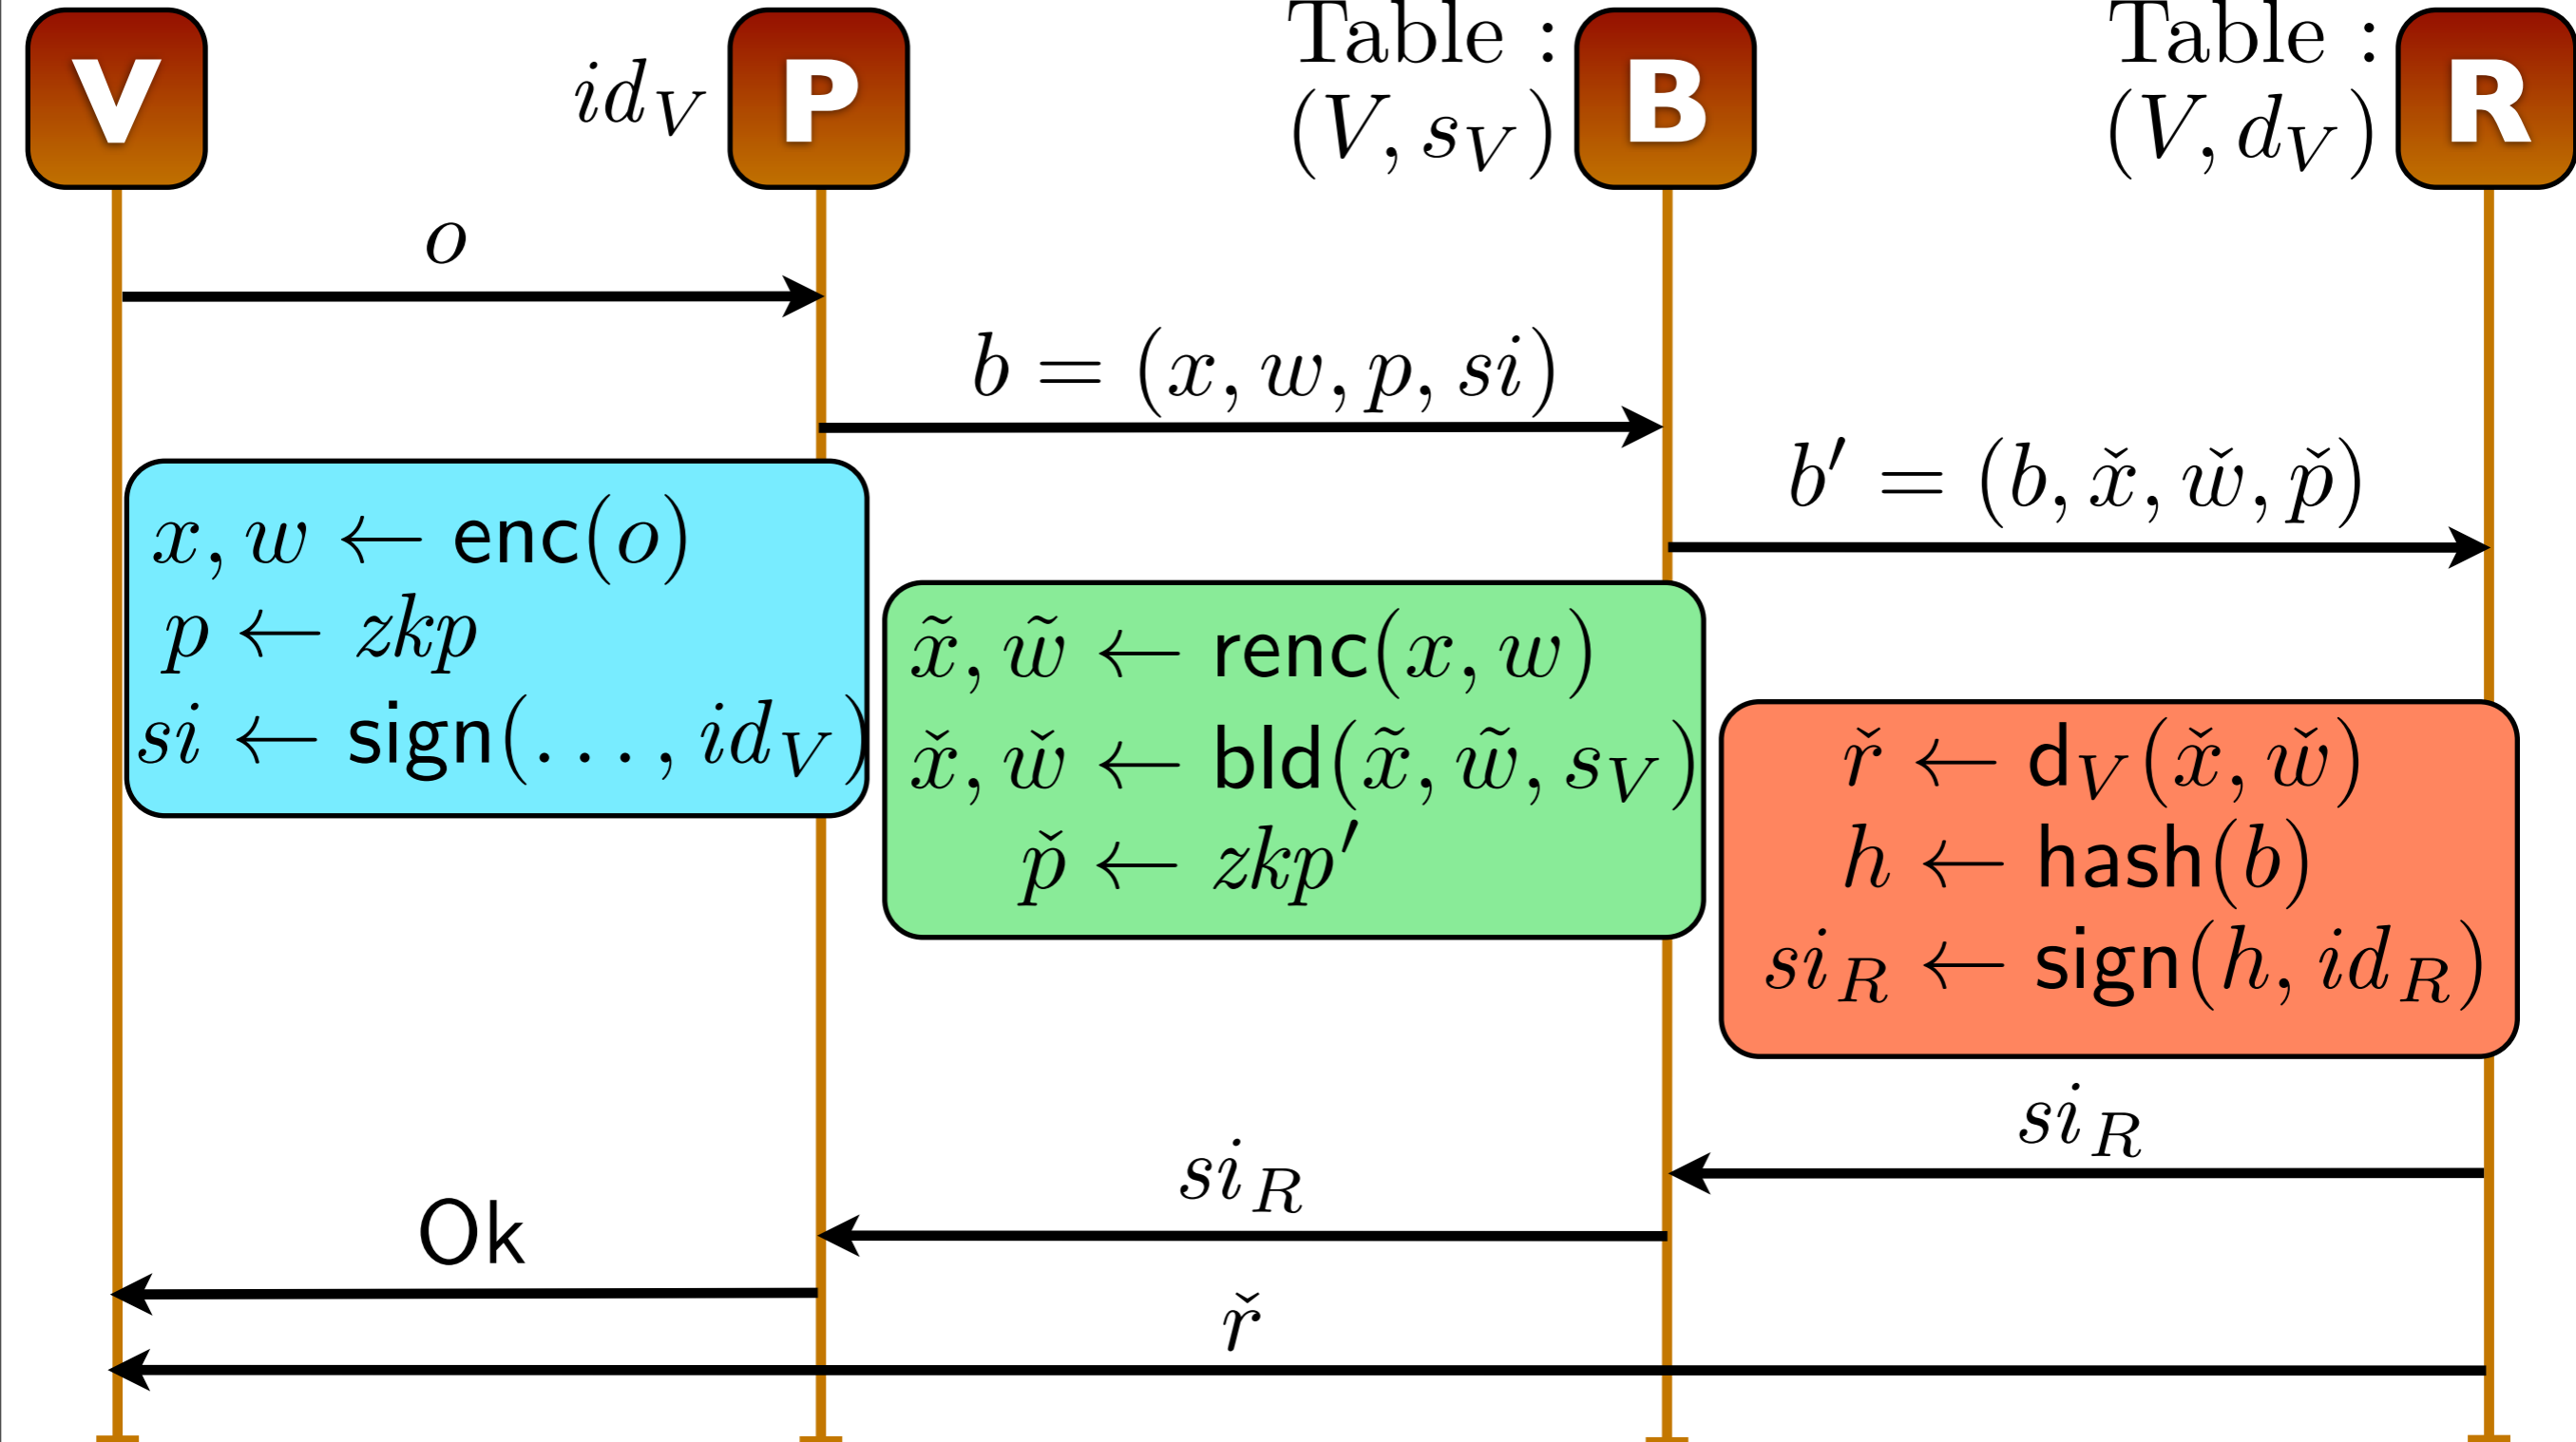 V
id_V
P
Table :
(V, s_V)
B
Table :
(V, d_V)
R
o
b = (x, w, p, si)
b′ = (b, x̌, w̌, p̌)
x, w ← enc(o)
p ← zkp
si ← sign(. . . , id_V)
x̃, w̃ ← renc(x, w)
x̌, w̌ ← bld(x̃, w̃, s_V)
p̌ ← zkp′
ř ← d_V(x̌, w̌)
h ← hash(b)
si_R ← sign(h, id_R)
si_R
si_R
Ok
ř